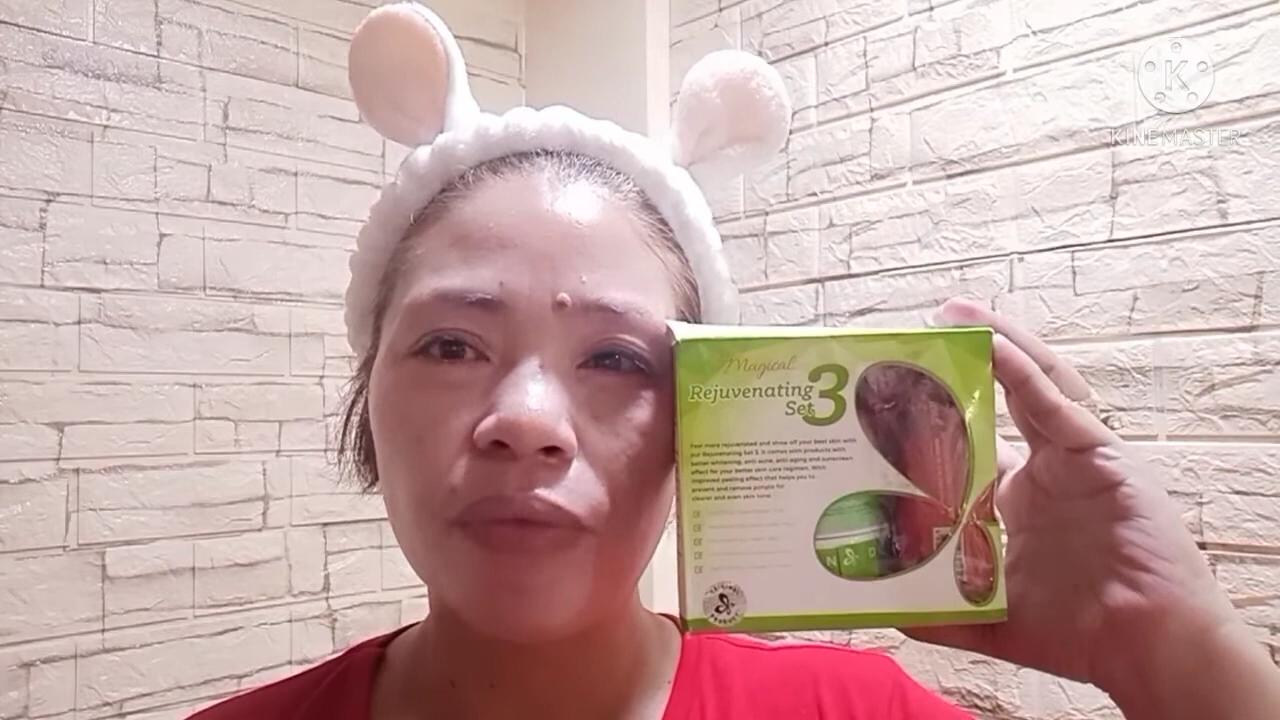 K
KINEMASTER
Magical
Rejuvenating
Set 3
Feel more rejuvenated and show off your best skin with
our Rejuvenating Set 3. It comes with products with
better whitening, anti-acne, anti-aging and sunscreen
effect for your better skin care regimen. With
improved peeling effect that helps you to
prevent and remove pimple for
clearer and even skin tone.
N
D
ORIGINAL
PRODUCT